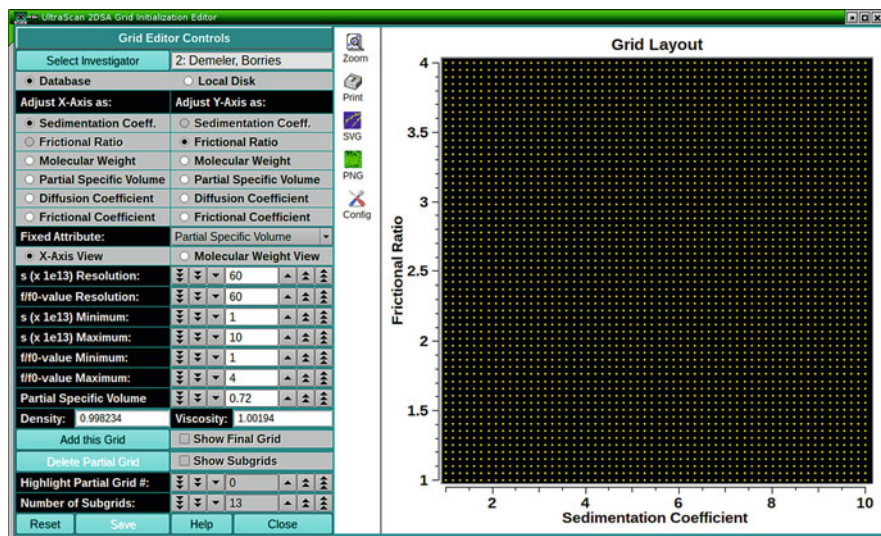 UltraScan 2DSA Grid Initialization Editor
Grid Editor Controls
Select Investigator 2: Demeler, Borries
Database Local Disk
Adjust X-Axis as: Adjust Y-Axis as:
Sedimentation Coeff. Sedimentation Coeff.
Frictional Ratio Frictional Ratio
Molecular Weight Molecular Weight
Partial Specific Volume Partial Specific Volume
Diffusion Coefficient Diffusion Coefficient
Frictional Coefficient Frictional Coefficient
Fixed Attribute: Partial Specific Volume
X-Axis View Molecular Weight View
s (x 1e13) Resolution: 60
f/f0-value Resolution: 60
s (x 1e13) Minimum: 1
s (x 1e13) Maximum: 10
f/f0-value Minimum: 1
f/f0-value Maximum: 4
Partial Specific Volume 0.72
Density: 0.998234 Viscosity: 1.00194
Add this Grid Show Final Grid
Delete Partial Grid Show Subgrids
Highlight Partial Grid #: 0
Number of Subgrids: 13
Reset Save Help Close
Zoom
Print
SVG
PNG
Config
Grid Layout
4
3.5
3
2.5
2
1.5
1
Frictional Ratio
2 4 6 8 10
Sedimentation Coefficient